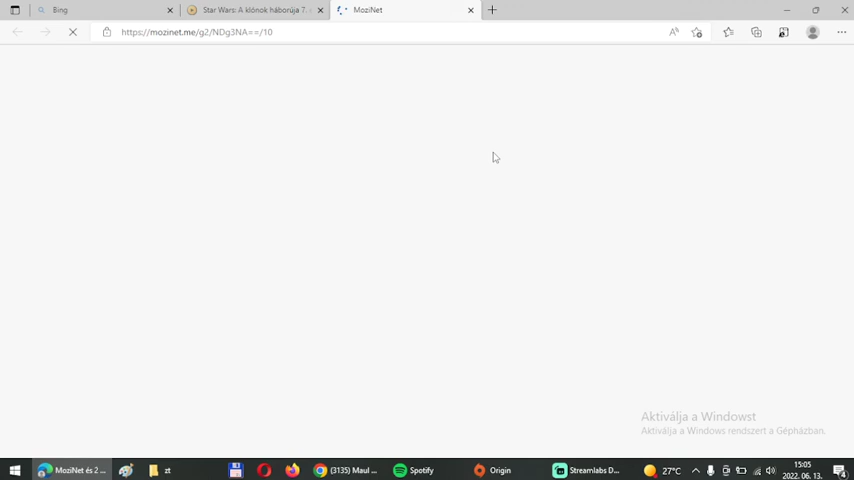 Bing
Star Wars: A klónok háborúja 7.
MoziNet
https://mozinet.me/g2/NDg3NA==/10
Aktiválja a Windowst
Aktiválja a Windows rendszert a Gépházban.
MoziNet és 2 ...
zt
(3135) Maul ...
Spotify
Origin
Streamlabs D...
27°C
15:05
2022. 06. 13.
4